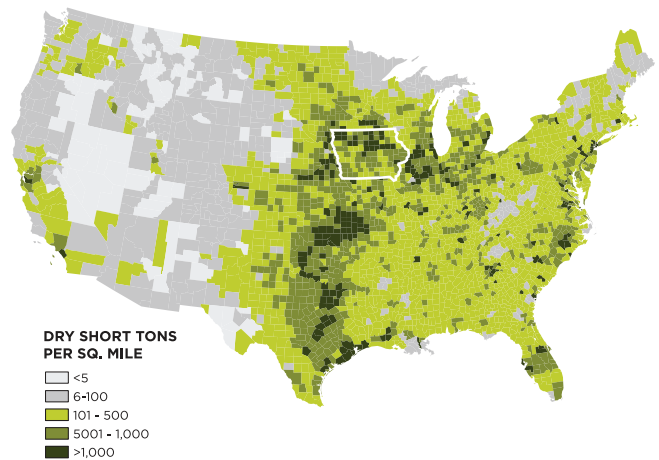 DRY SHORT TONS
PER SQ. MILE
<5
6-100
101 - 500
5001 - 1,000
>1,000